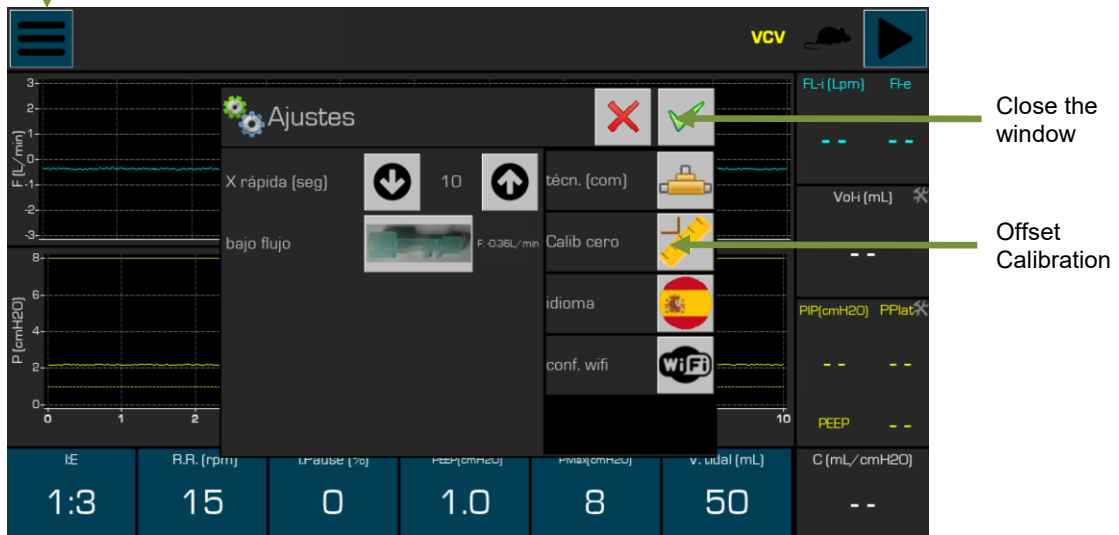 VCV
3
2
1
0
-1
-2
-3
F (L/min)
8
6
4
2
0
P (cmH2O)
0
1
2
10
Ajustes
X rápida (seg)
10
bajo flujo
F:-0.36L/min
técn. (com)
Calib cero
idioma
conf. wifi
WiFi
FL-i (Lpm) Fl-e
-- --
Vol-i (mL)
--
PIP(cmH2O) PPlat
-- --
PEEP --
C (mL/cmH2O)
--
I:E
1:3
R.R. (rpm)
15
I.Pause (%)
0
PEEP(cmH2O)
1.0
PMax(cmH2O)
8
V. tidal (mL)
50
Close the
window
Offset
Calibration